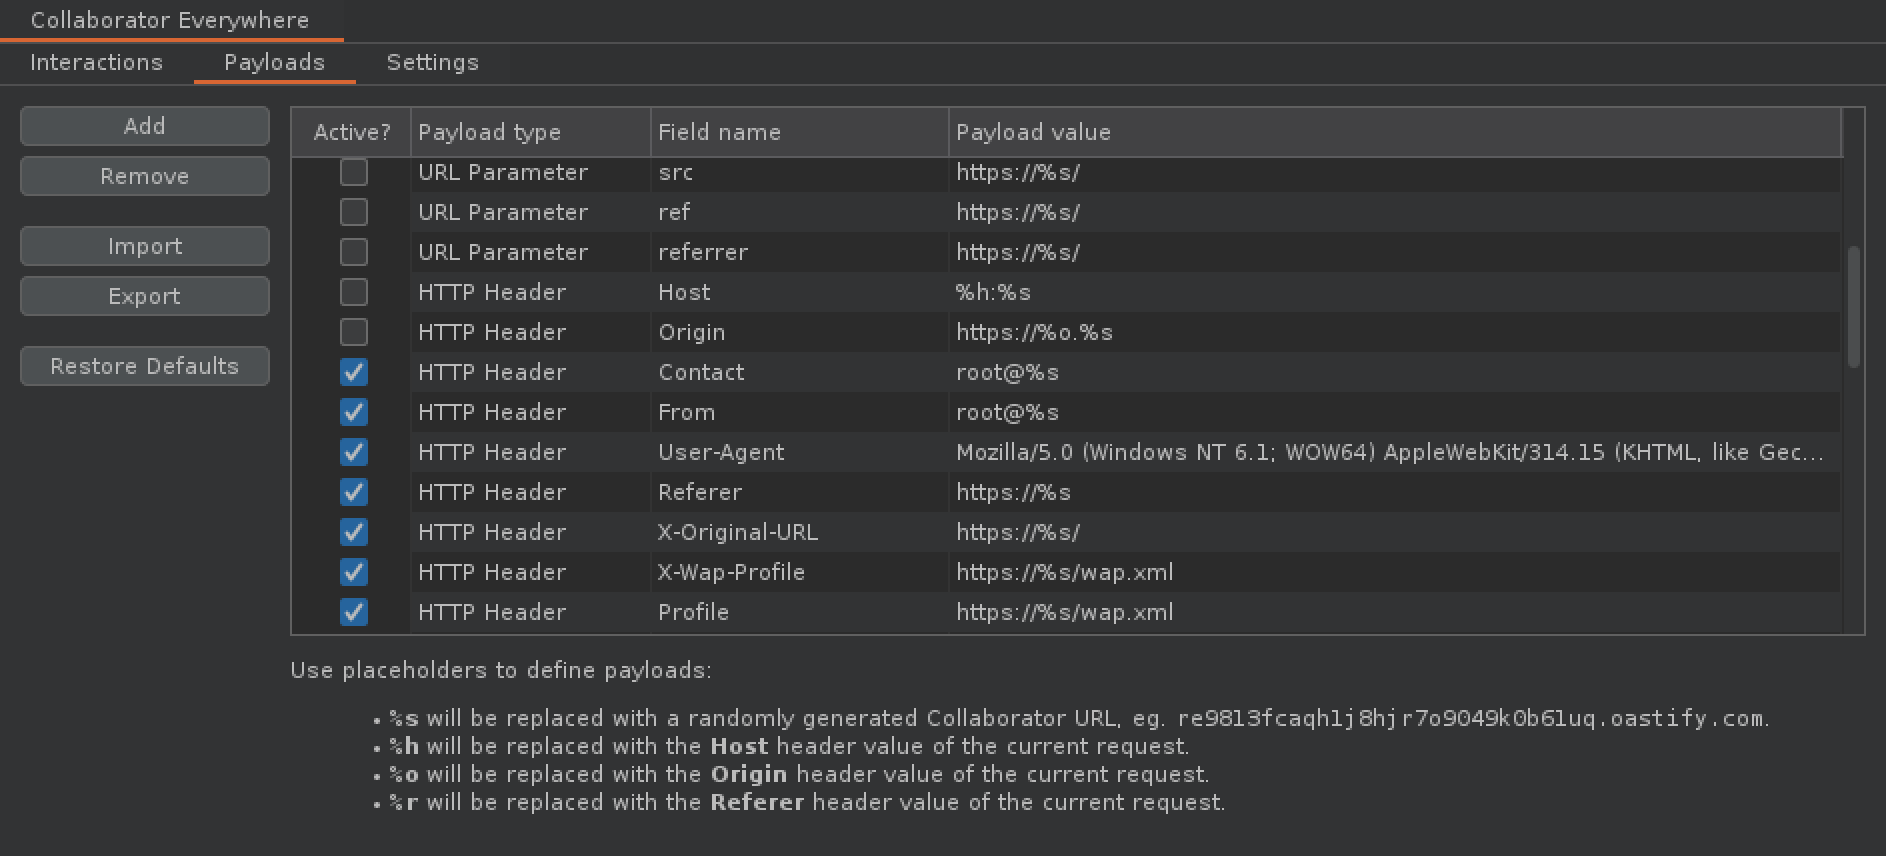 Collaborator Everywhere
Interactions Payloads Settings
Add
Remove
Import
Export
Restore Defaults
Active? Payload type Field name Payload value
URL Parameter src https://%s/
URL Parameter ref https://%s/
URL Parameter referrer https://%s/
HTTP Header Host %h:%s
HTTP Header Origin https://%o.%s
HTTP Header Contact root@%s
HTTP Header From root@%s
HTTP Header User-Agent Mozilla/5.0 (Windows NT 6.1; WOW64) AppleWebKit/314.15 (KHTML, like Gec...
HTTP Header Referer https://%s
HTTP Header X-Original-URL https://%s/
HTTP Header X-Wap-Profile https://%s/wap.xml
HTTP Header Profile https://%s/wap.xml
Use placeholders to define payloads:
• %s will be replaced with a randomly generated Collaborator URL, eg. re9813fcaqh1j8hjr7o9049k0b61uq.oastify.com.
• %h will be replaced with the Host header value of the current request.
• %o will be replaced with the Origin header value of the current request.
• %r will be replaced with the Referer header value of the current request.